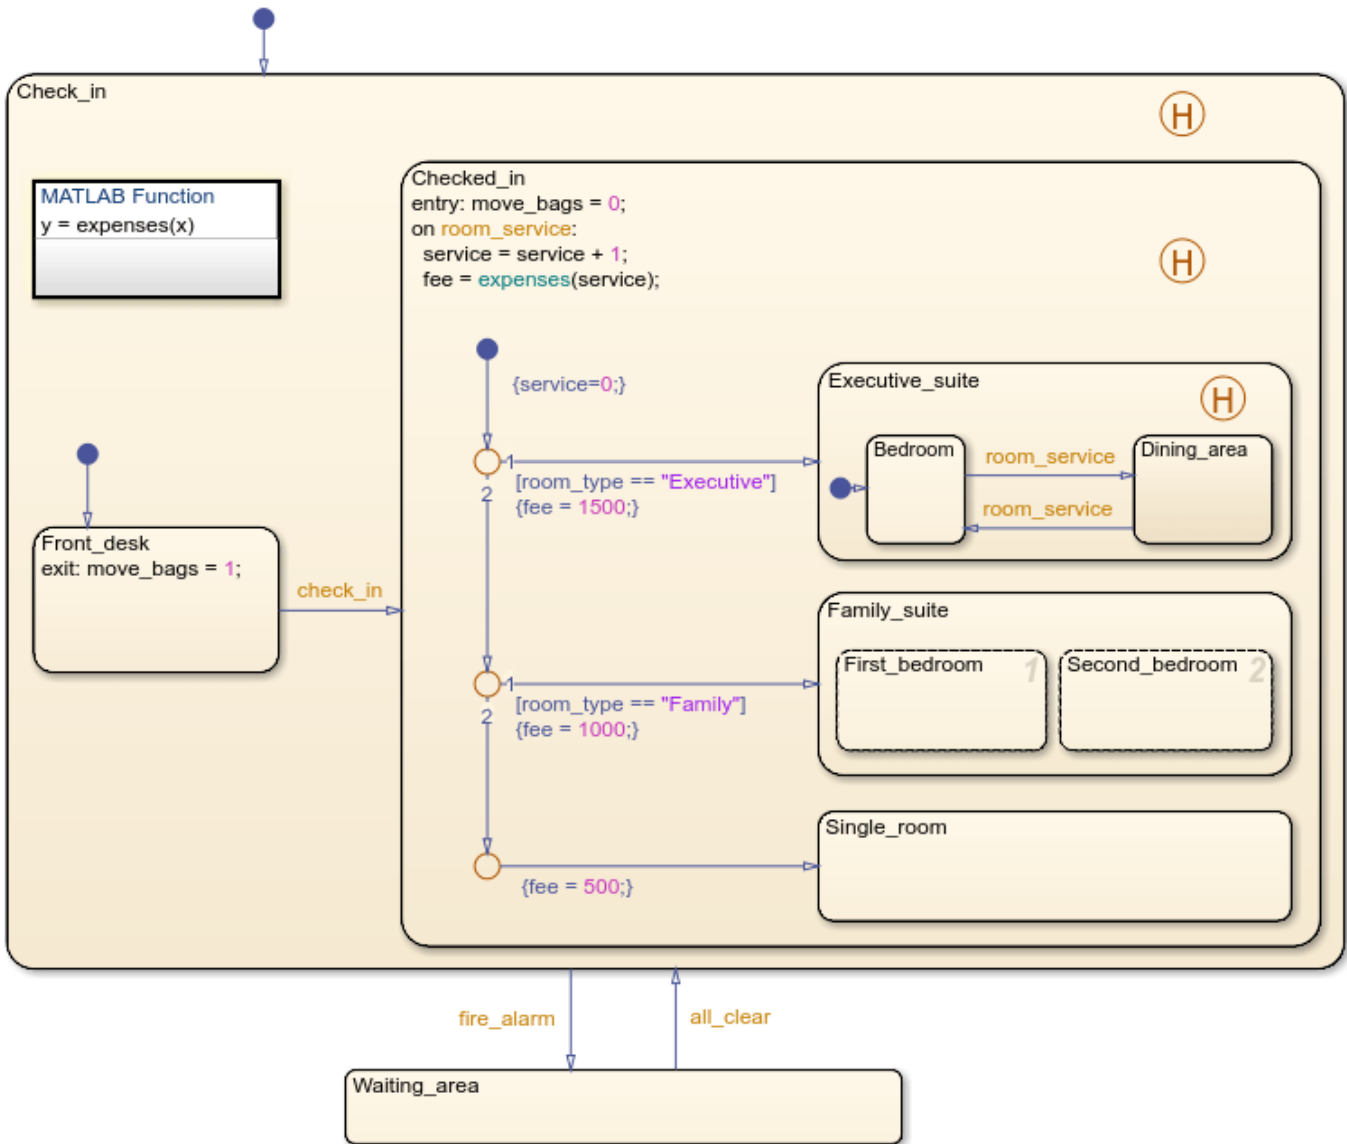 Check_in
H
MATLAB Function
y = expenses(x)
Checked_in
entry: move_bags = 0;
on room_service:
service = service + 1;
fee = expenses(service);
H
{service=0;}
1
[room_type == "Executive"]
{fee = 1500;}
2
Executive_suite
H
Bedroom
room_service
room_service
Dining_area
Front_desk
exit: move_bags = 1;
check_in
1
[room_type == "Family"]
{fee = 1000;}
2
Family_suite
First_bedroom
1
Second_bedroom
2
{fee = 500;}
Single_room
fire_alarm
all_clear
Waiting_area